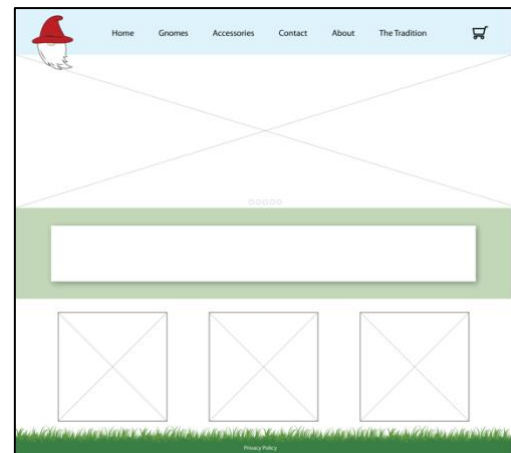 Home Gnomes Accessories Contact About The Tradition
Privacy Policy